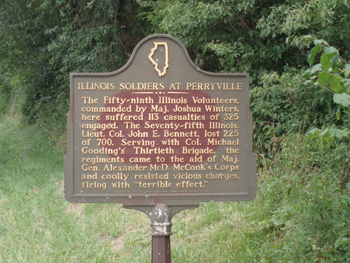 ILLINOIS SOLDIERS AT PERRYVILLE
The Fifty-ninth Illinois Volunteers,
commanded by Maj. Joshua Winters,
here suffered 113 casualties of 325
engaged. The Seventy-fifth Illinois,
Lieut. Col. John E. Bennett, lost 225
of 700. Serving with Col. Michael
Gooding's Thirtieth Brigade, the
regiments came to the aid of Maj.
Gen. Alexander McD. McCook's Corps
and coolly resisted vicious charges,
firing with "terrible effect."